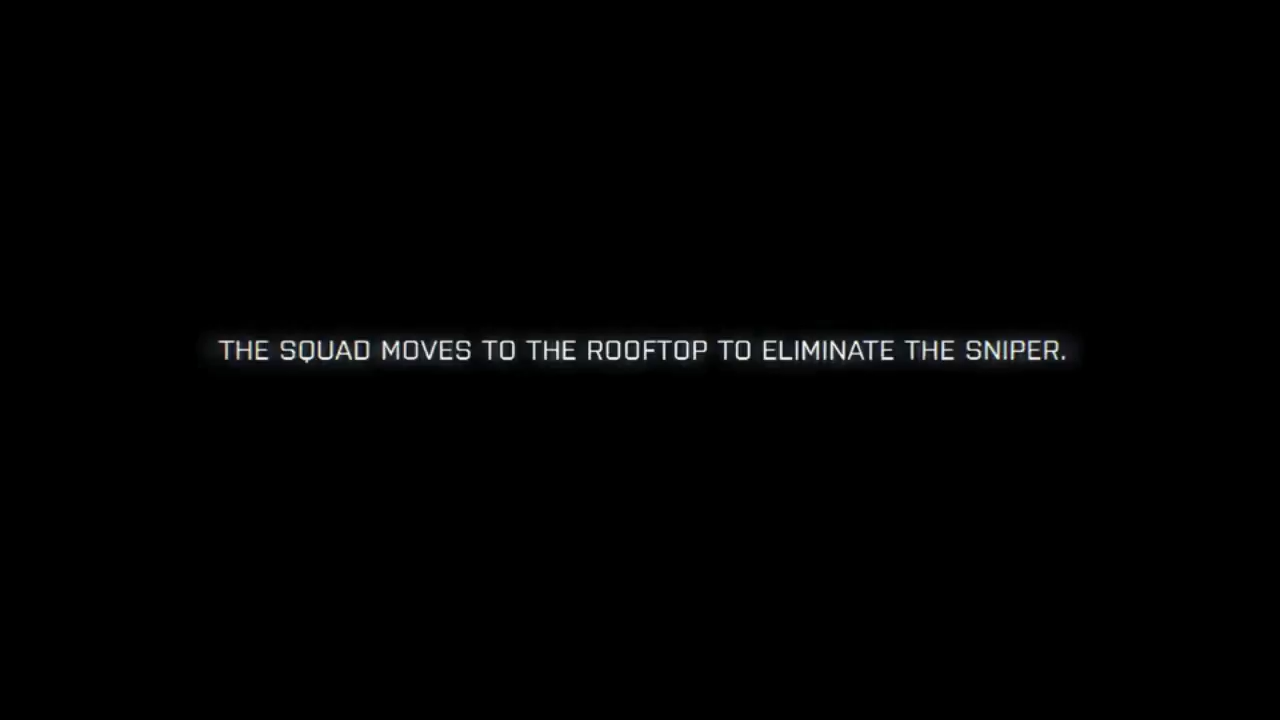 THE SQUAD MOVES TO THE ROOFTOP TO ELIMINATE THE SNIPER.